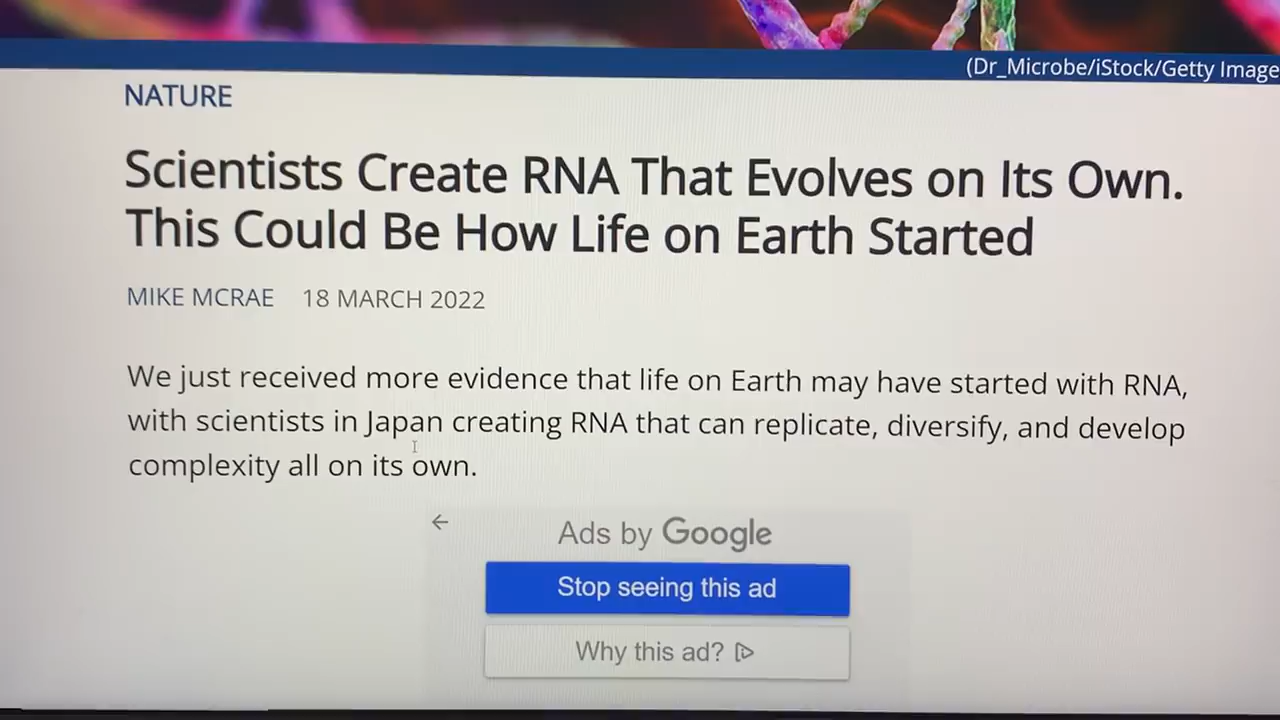 (Dr_Microbe/iStock/Getty Image
NATURE
Scientists Create RNA That Evolves on Its Own.
This Could Be How Life on Earth Started
MIKE MCRAE 18 MARCH 2022
We just received more evidence that life on Earth may have started with RNA,
with scientists in Japan creating RNA that can replicate, diversify, and develop
complexity all on its own.
Ads by Google
Stop seeing this ad
Why this ad?